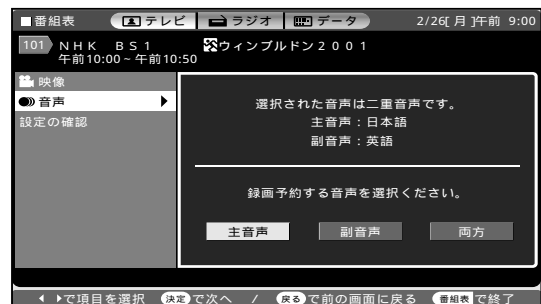 ■番組表 テレビ ラジオ データ 2/26[月]午前 9:00
101 NHK BS1 ウィンブルドン2001
午前10:00~午前10:50
映像
音声
設定の確認
選択された音声は二重音声です。
主音声:日本語
副音声:英語
録画予約する音声を選択ください。
主音声 副音声 両方
で項目を選択 決定で次へ / 戻るで前の画面に戻る 番組表で終了